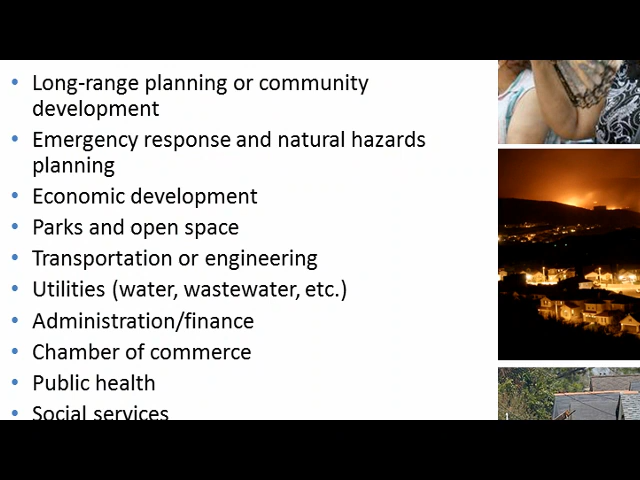 • Long-range planning or community
development
• Emergency response and natural hazards
planning
• Economic development
• Parks and open space
• Transportation or engineering
• Utilities (water, wastewater, etc.)
• Administration/finance
• Chamber of commerce
• Public health
• Social services